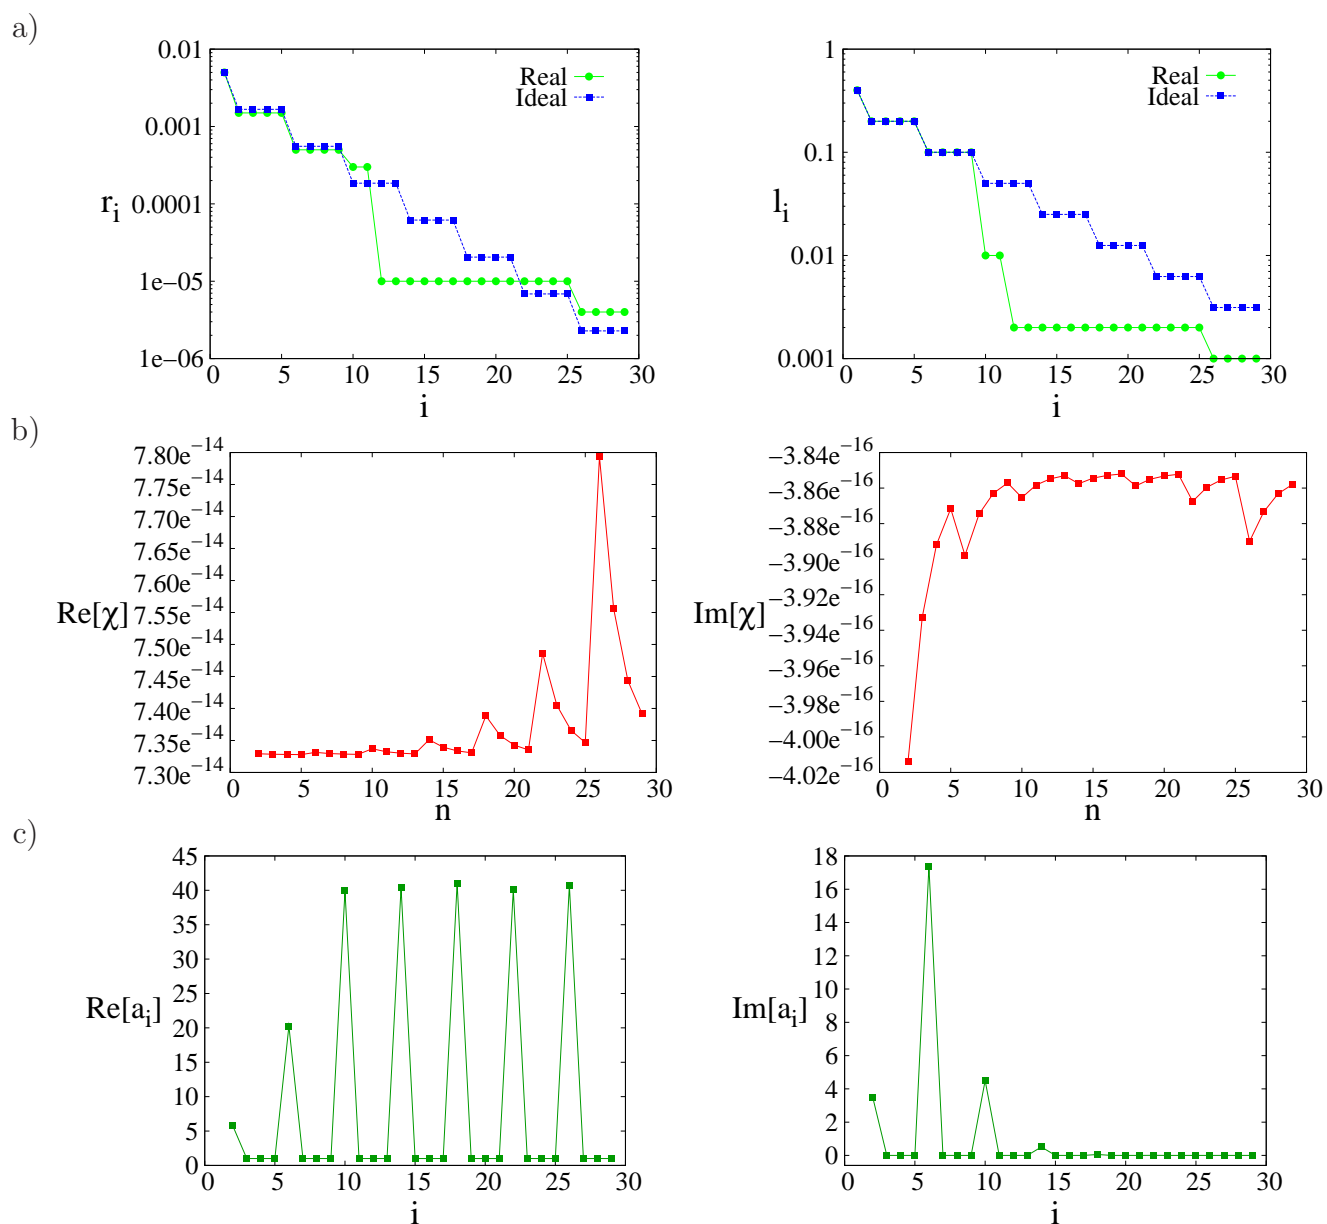 a)
0.01
0.001
0.0001
1e−05
1e−06
r_i
0 5 10 15 20 25 30
i
Real
Ideal
1
0.1
0.01
0.001
l_i
0 5 10 15 20 25 30
i
Real
Ideal
b)
7.80e^−14
7.75e^−14
7.70e^−14
7.65e^−14
7.60e^−14
7.55e^−14
7.50e^−14
7.45e^−14
7.40e^−14
7.35e^−14
7.30e^−14
Re[χ]
0 5 10 15 20 25 30
n
−3.84e^−16
−3.86e^−16
−3.88e^−16
−3.90e^−16
−3.92e^−16
−3.94e^−16
−3.96e^−16
−3.98e^−16
−4.00e^−16
−4.02e^−16
Im[χ]
0 5 10 15 20 25 30
n
c)
45
40
35
30
25
20
15
10
5
0
Re[a_i]
0 5 10 15 20 25 30
i
18
16
14
12
10
8
6
4
2
0
Im[a_i]
0 5 10 15 20 25 30
i